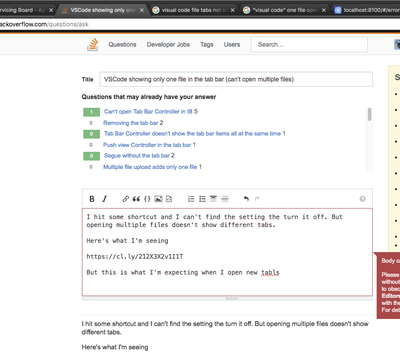 rvicing Board - Ag
VSCode showing only one f
visual code file tabs not s
"visual code" one file open
localhost:8100/#/error
ackoverflow.com/questions/ask
Questions Developer Jobs Tags Users Search...
Title VSCode showing only one file in the tab bar (can't open multiple files)
Questions that may already have your answer
1 Can't open Tab Bar Controller in IB 5
0 Removing the tab bar 2
0 Tab Bar Controller doesn't show the tab bar items all at the same time 1
0 Push view Controller in the tab bar 1
0 Segue without the tab bar 2
0 Multiple file upload adds only one file 1
B I
I hit some shortcut and I can't find the setting the turn it off. But
opening multiple files doesn't show different tabs.
Here's what I'm seeing
https://cl.ly/212X3X2v1I1T
But this is what I'm expecting when I open new tabls
Body c
Please
without
to obsc
Editors
with the
For det
I hit some shortcut and I can't find the setting the turn it off. But opening multiple files doesn't show
different tabs.
Here's what I'm seeing